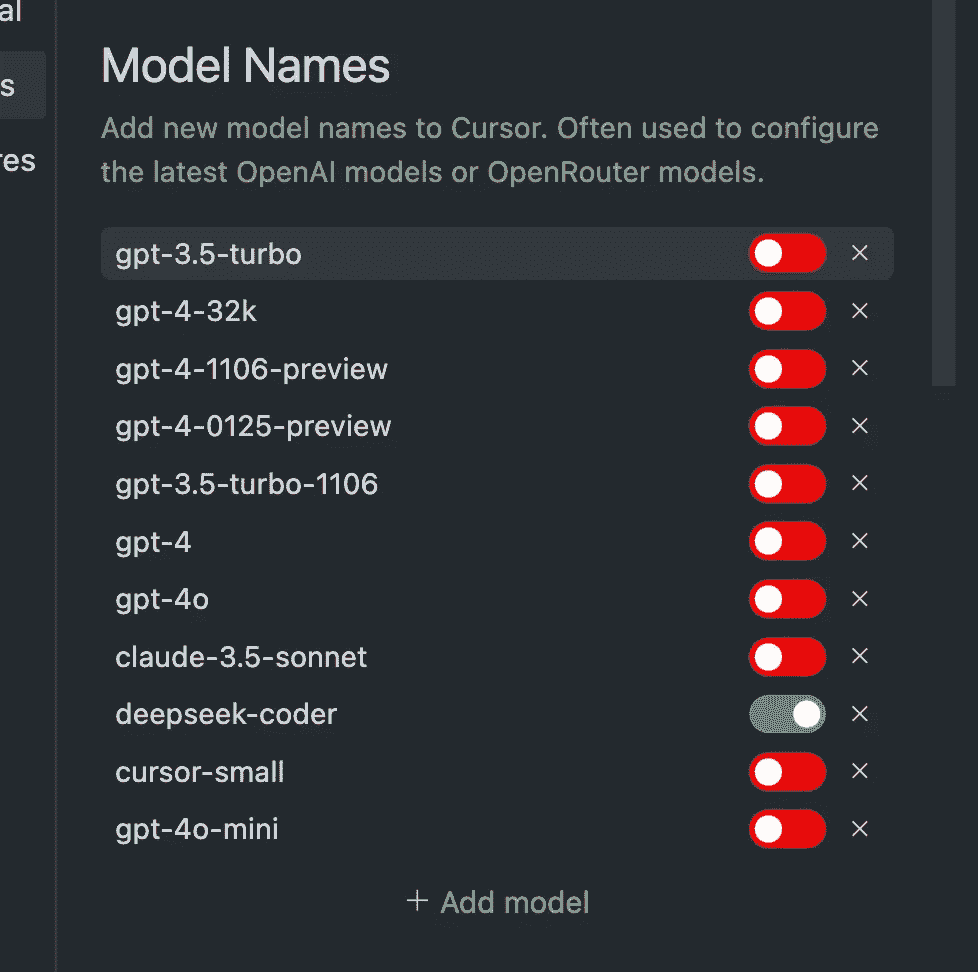 al
Model Names
s
Add new model names to Cursor. Often used to configure
res
the latest OpenAI models or OpenRouter models.
gpt-3.5-turbo
gpt-4-32k
gpt-4-1106-preview
gpt-4-0125-preview
gpt-3.5-turbo-1106
gpt-4
gpt-4o
claude-3.5-sonnet
deepseek-coder
cursor-small
gpt-4o-mini
+ Add model